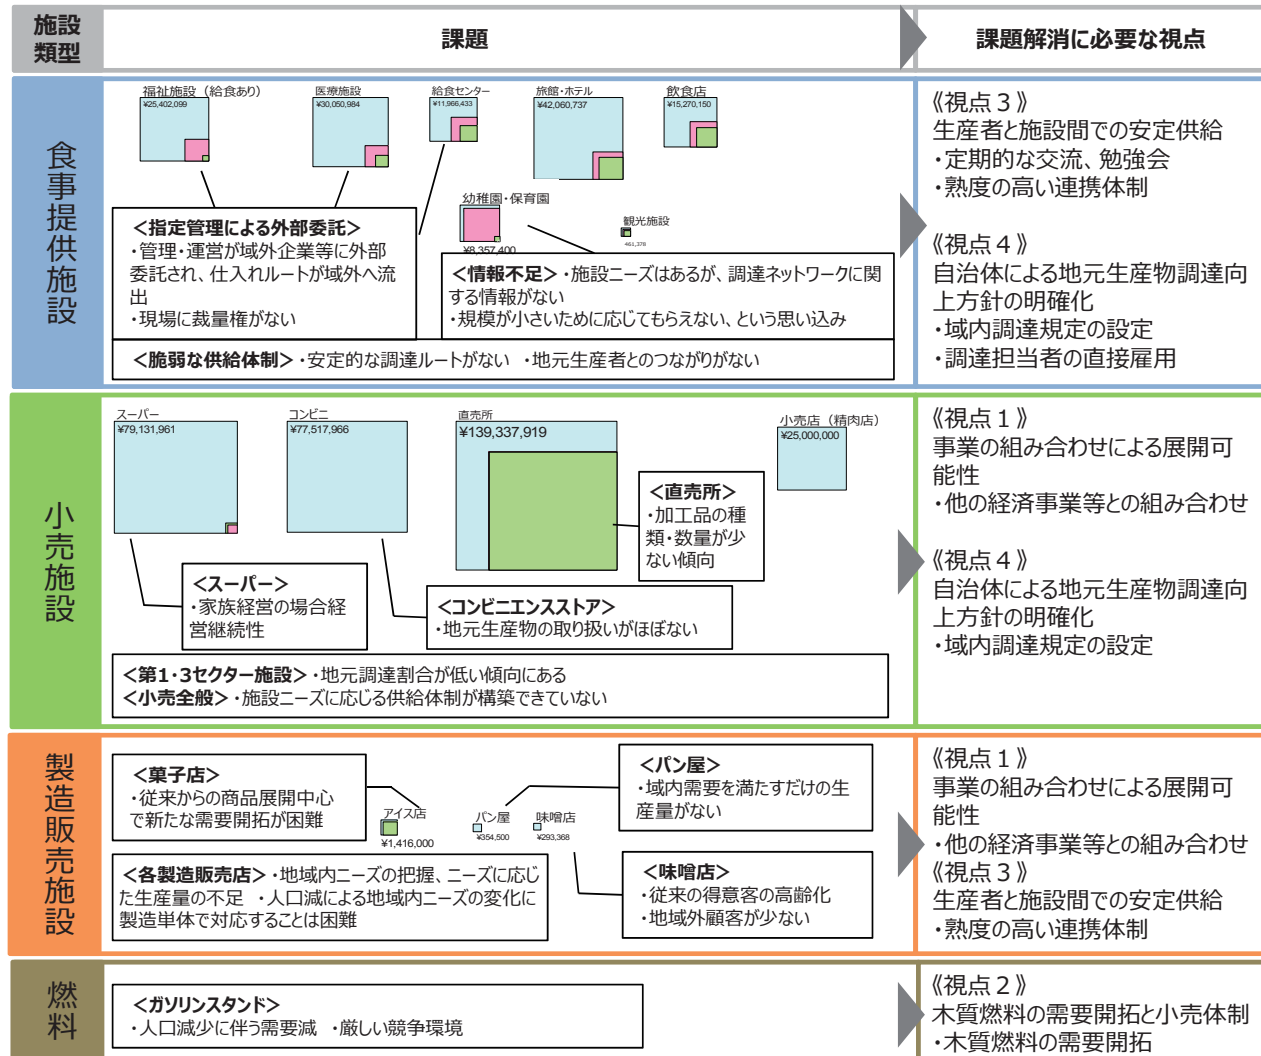 施設
類型
課題
課題解消に必要な視点
食事提供施設
福祉施設（給食あり）
¥25,402,099
医療施設
¥30,050,984
給食センター
¥11,966,433
旅館・ホテル
¥42,060,737
飲食店
¥15,270,150
幼稚園・保育園
¥8,357,400
観光施設
461,378
＜指定管理による外部委託＞
・管理・運営が域外企業等に外部
委託され、仕入れルートが域外へ流
出
・現場に裁量権がない
＜情報不足＞・施設ニーズはあるが、調達ネットワークに関
する情報がない
・規模が小さいために応じてもらえない、という思い込み
＜脆弱な供給体制＞・安定的な調達ルートがない ・地元生産者とのつながりがない
《視点３》
生産者と施設間での安定供給
・定期的な交流、勉強会
・熟度の高い連携体制
《視点４》
自治体による地元生産物調達向
上方針の明確化
・域内調達規定の設定
・調達担当者の直接雇用
小売施設
スーパー
¥79,131,961
コンビニ
¥77,517,966
直売所
¥139,337,919
小売店（精肉店）
¥25,000,000
＜直売所＞
・加工品の種
類・数量が少
ない傾向
＜スーパー＞
・家族経営の場合経
営継続性
＜コンビニエンスストア＞
・地元生産物の取り扱いがほぼない
＜第1・3セクター施設＞・地元調達割合が低い傾向にある
＜小売全般＞・施設ニーズに応じる供給体制が構築できていない
《視点１》
事業の組み合わせによる展開可
能性
・他の経済事業等との組み合わせ
《視点４》
自治体による地元生産物調達向
上方針の明確化
・域内調達規定の設定
製造販売施設
＜菓子店＞
・従来からの商品展開中心
で新たな需要開拓が困難
アイス店
¥1,416,000
パン屋
¥354,500
味噌店
¥293,368
＜パン屋＞
・域内需要を満たすだけの生
産量がない
＜各製造販売店＞・地域内ニーズの把握、ニーズに応じ
た生産量の不足 ・人口減による地域内ニーズの変化に
製造単体で対応することは困難
＜味噌店＞
・従来の得意客の高齢化
・地域外顧客が少ない
《視点１》
事業の組み合わせによる展開可
能性
・他の経済事業等との組み合わせ
《視点３》
生産者と施設間での安定供給
・熟度の高い連携体制
燃料
＜ガソリンスタンド＞
・人口減少に伴う需要減 ・厳しい競争環境
《視点２》
木質燃料の需要開拓と小売体制
・木質燃料の需要開拓